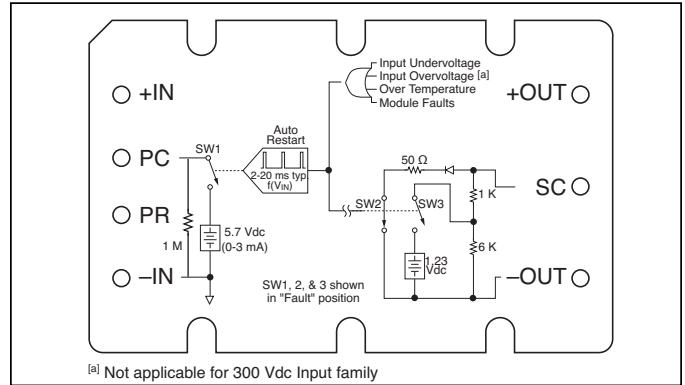 Input Undervoltage
Input Overvoltage [a]
Over Temperature
Module Faults
+IN
+OUT
Auto
Restart
2-20 ms typ.
f(VIN)
SW1
PC
50 Ω
SC
1 K
SW2
SW3
PR
1 M
5.7 Vdc
(0-3 mA)
6 K
1.23
Vdc
–IN
–OUT
SW1, 2, & 3 shown
in "Fault" position
[a] Not applicable for 300 Vdc Input family